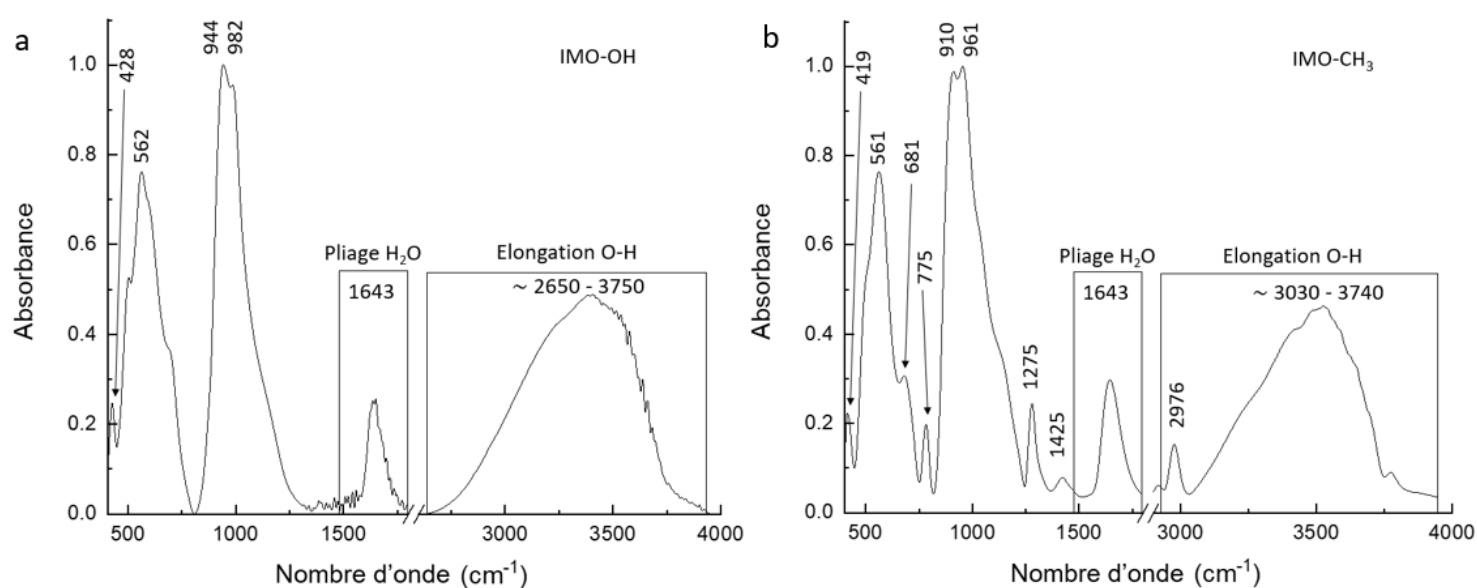 a
IMO-OH
944
982
428
562
Pliage H₂O
1643
Elongation O-H
~ 2650 - 3750
Absorbance
1.0
0.8
0.6
0.4
0.2
0.0
500
1000
1500
3000
3500
4000
Nombre d'onde (cm⁻¹)
b
IMO-CH₃
910
961
419
561
681
775
1275
1425
Pliage H₂O
1643
2976
Elongation O-H
~ 3030 - 3740
Absorbance
1.0
0.8
0.6
0.4
0.2
0.0
500
1000
1500
3000
3500
4000
Nombre d'onde (cm⁻¹)